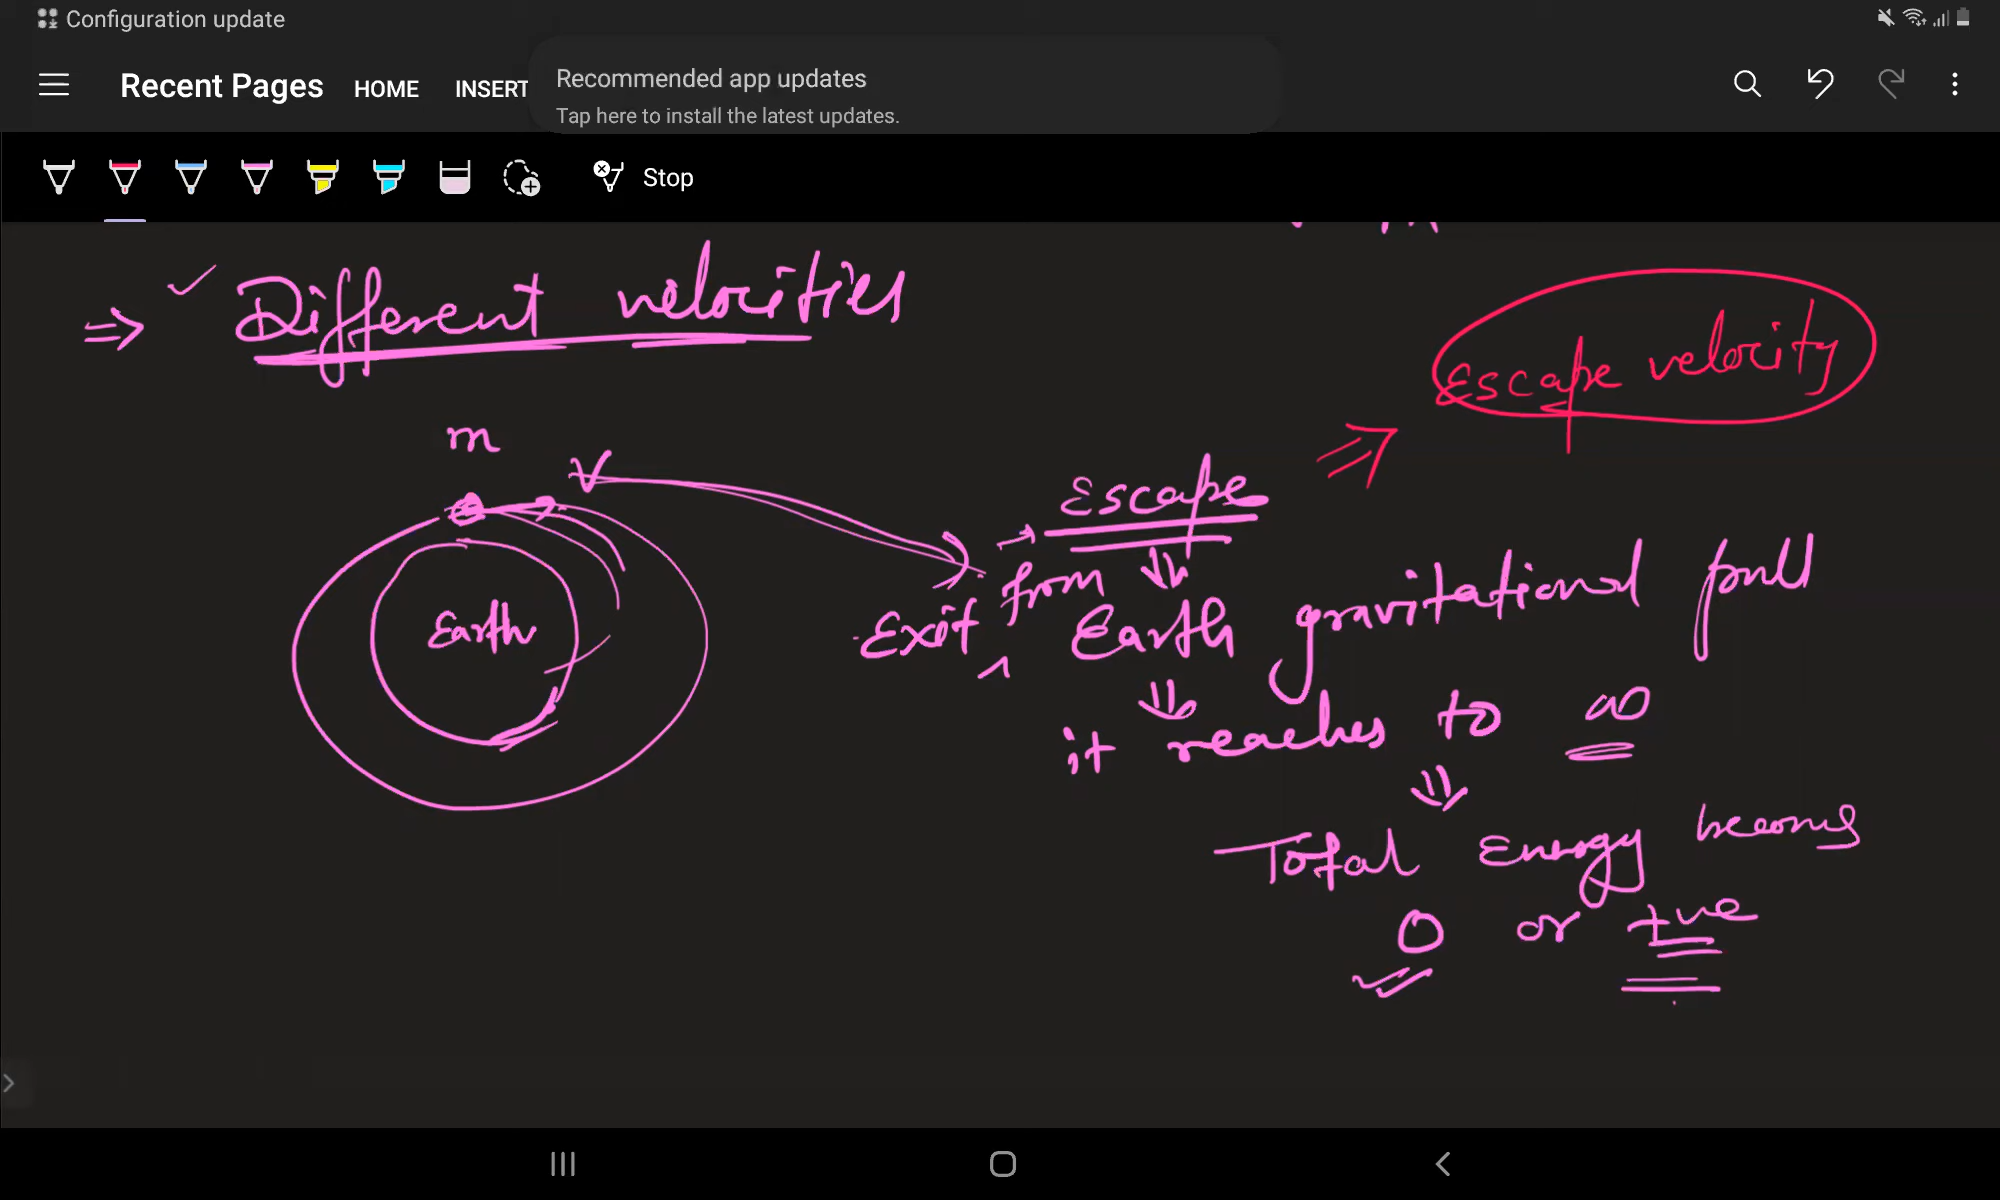 Configuration update
Recent Pages HOME INSERT
Recommended app updates
Tap here to install the latest updates.
Stop
⇒ ✓ Different velocities
Escape velocity
m
v
⇒
→ Escape
Earth
Exit from Earth gravitational pull
⇓
it reaches to ∞
⇓
Total Energy becoms
0 or +ve